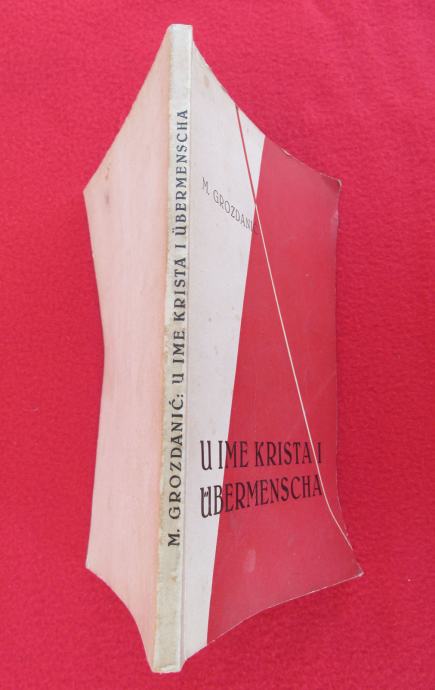 M. GROZDANIĆ: U IME KRISTA I ÜBERMENSCHA
M. GROZDANIĆ
U IME KRISTA I
ÜBERMENSCHA